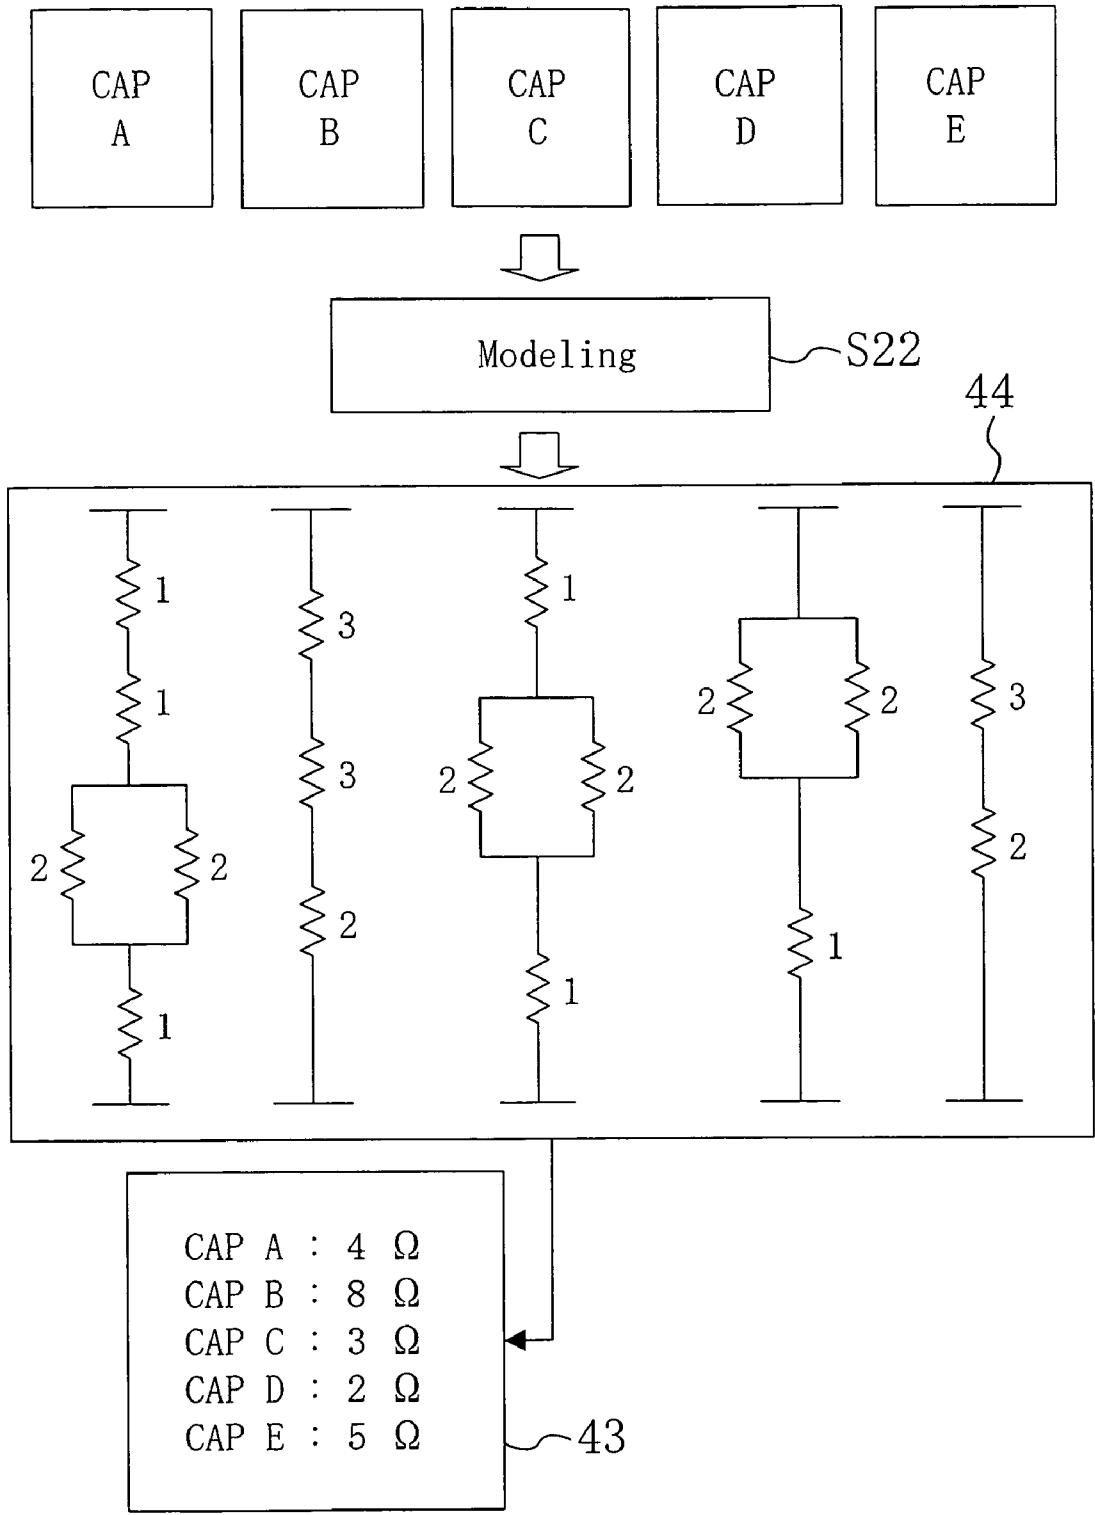 CAP A
CAP B
CAP C
CAP D
CAP E
Modeling
S22
44
1
1
2 2
1
3
3
2
1
2 2
1
2 2
1
3
2
CAP A : 4 Ω
CAP B : 8 Ω
CAP C : 3 Ω
CAP D : 2 Ω
CAP E : 5 Ω
43